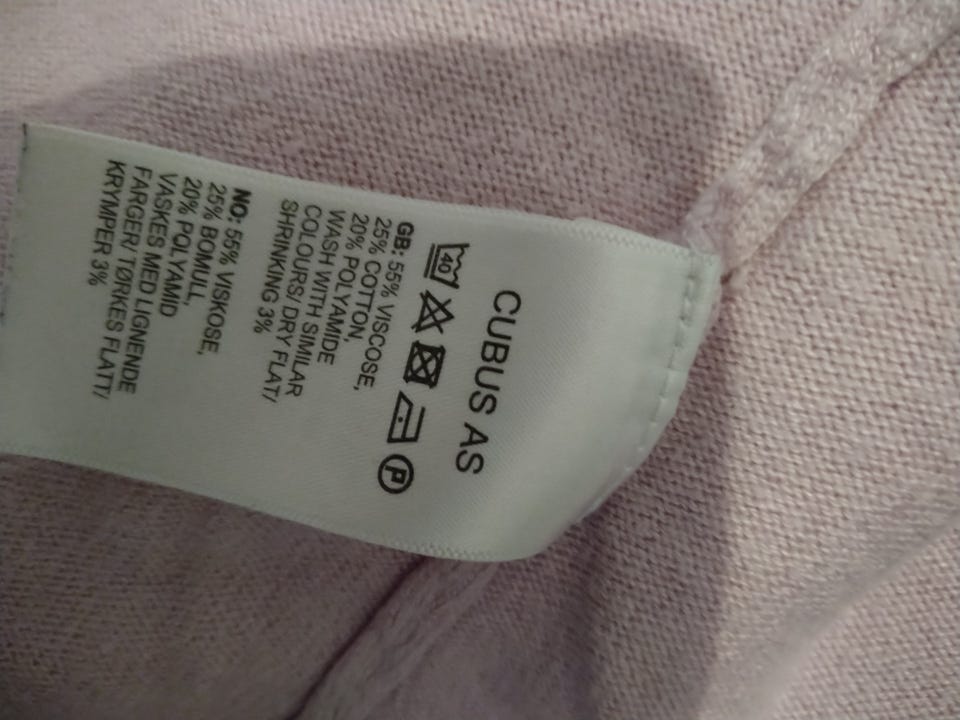 CUBUS AS
40
P
GB: 55% VISCOSE,
25% COTTON,
20% POLYAMIDE
WASH WITH SIMILAR
COLOURS/ DRY FLAT/
SHRINKING 3%
NO: 55% VISKOSE,
25% BOMULL,
20% POLYAMID
VASKES MED LIGNENDE
FARGER/ TØRKES FLATT/
KRYMPER 3%